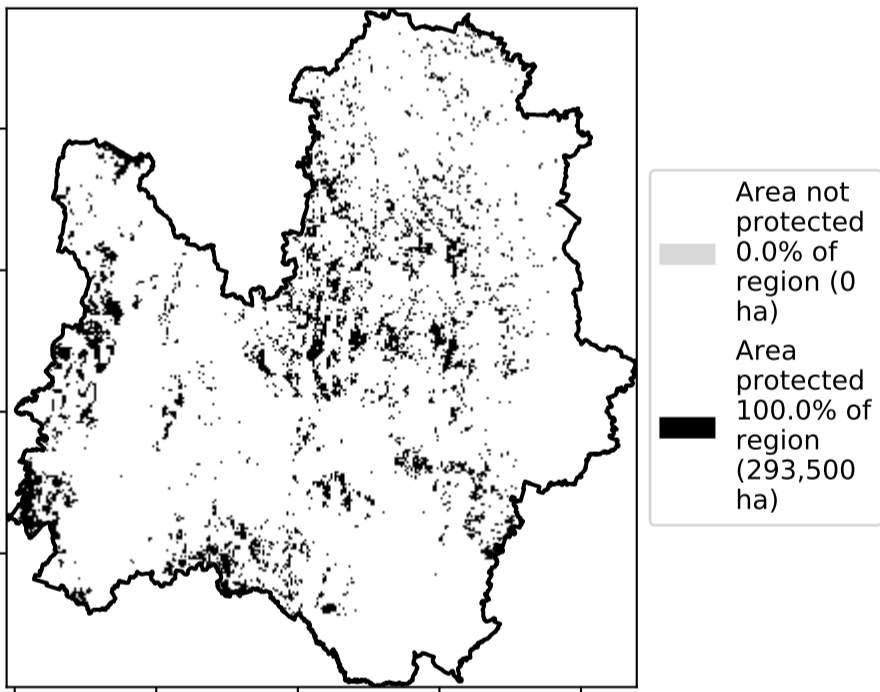 Area not
protected
0.0% of
region (0
ha)
Area
protected
100.0% of
region
(293,500
ha)